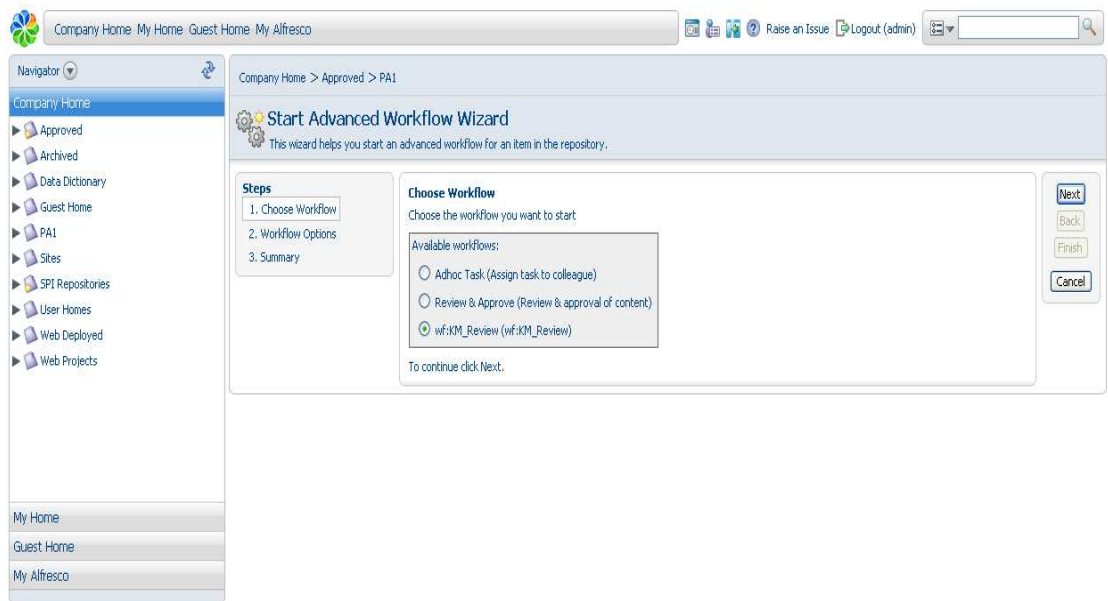 Company Home My Home Guest Home My Alfresco
Raise an Issue Logout (admin)
Navigator
Company Home
Approved
Archived
Data Dictionary
Guest Home
PA1
Sites
SPI Repositories
User Homes
Web Deployed
Web Projects
My Home
Guest Home
My Alfresco
Company Home > Approved > PA1
Start Advanced Workflow Wizard
This wizard helps you start an advanced workflow for an item in the repository.
Steps
1. Choose Workflow
2. Workflow Options
3. Summary
Choose Workflow
Choose the workflow you want to start
Available workflows:
Adhoc Task (Assign task to colleague)
Review & Approve (Review & approval of content)
wf:KM_Review (wf:KM_Review)
To continue click Next.
Next
Back
Finish
Cancel